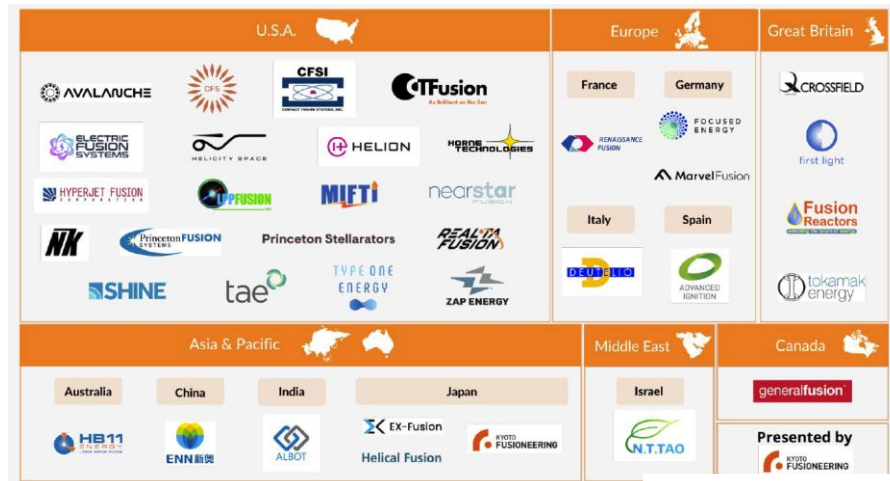 U.S.A.
AVALANCHE
CFS
CFSI
COMPACT FUSION SYSTEMS, INC.
CTFusion
As Brilliant as the Sun
ELECTRIC
FUSION
SYSTEMS
HELICITY SPACE
HELION
HORNE
TECHNOLOGIES
HYPERJET FUSION
CORPORATION
LPPFUSION
MIFTi
nearstar
FUSION
NK
PRINCETON FUSION
SYSTEMS
Princeton Stellarators
REALTA
FUSION
SHINE
tae
TYPE ONE
ENERGY
ZAP ENERGY
Europe
France
Germany
RENAISSANCE
FUSION
FOCUSED
ENERGY
Marvel Fusion
Italy
Spain
DEUTELIO
ADVANCED
IGNITION
Great Britain
CROSSFIELD
first light
Fusion
Reactors
tokamak
energy
Asia & Pacific
Australia
China
India
Japan
HB11
ENERGY
ENN新奥
ALBOT
EX-Fusion
Helical Fusion
KYOTO
FUSIONEERING
Middle East
Israel
N.T.TAO
Canada
generalfusion
Presented by
KYOTO
FUSIONEERING